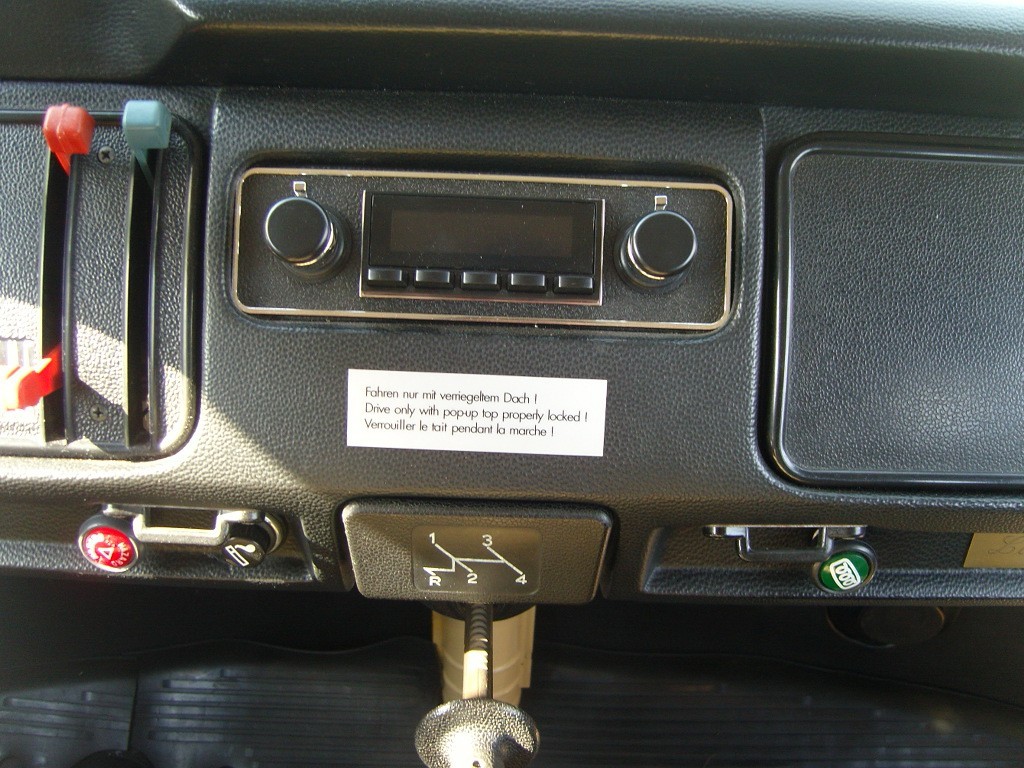 Fahren nur mit verriegeltem Dach !
Drive only with pop-up top properly locked !
Verrouiller le tait pendant la marche !
1 3
R 2 4